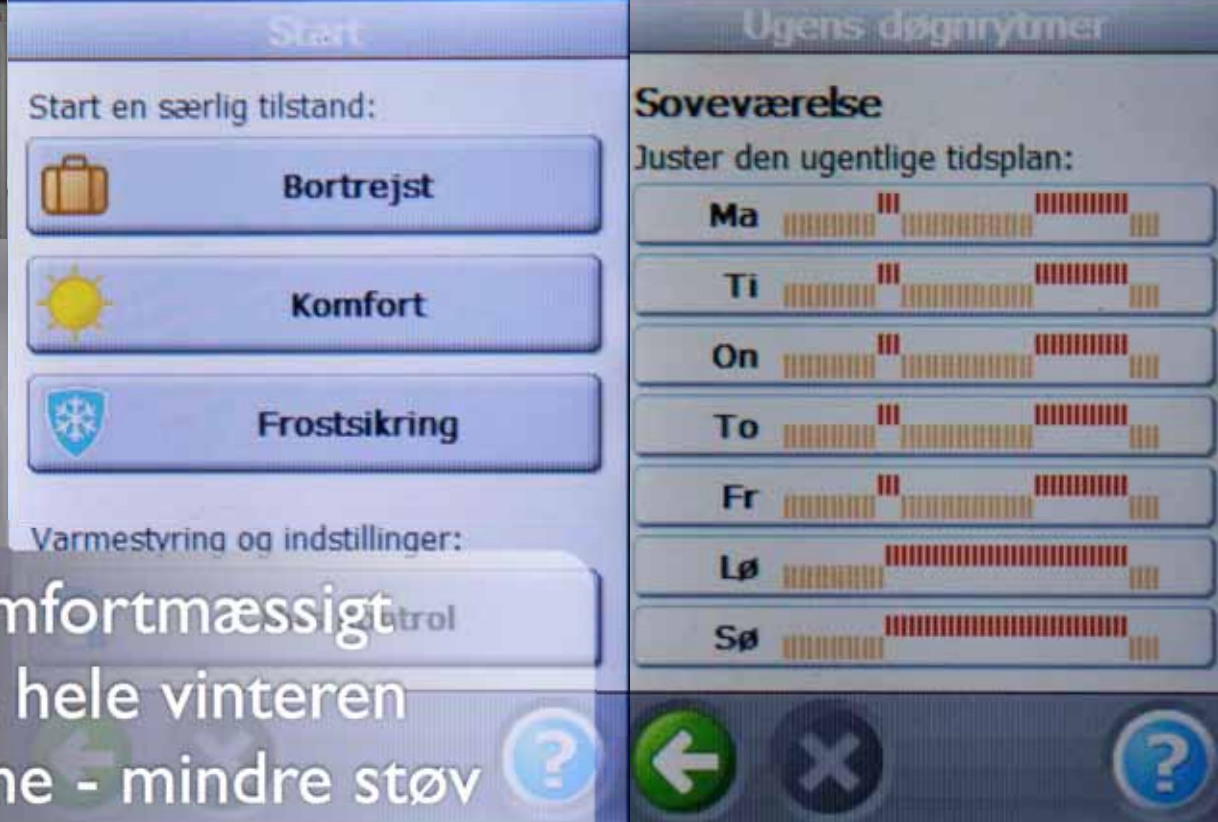 Start
Start en særlig tilstand:
Bortrejst
Komfort
Frostsikring
Varmestyring og indstillinger:
mfortmæssigt
hele vinteren
ne - mindre støv
?
Ugens døgnrytmer
Soveværelse
Juster den ugentlige tidsplan:
Ma
Ti
On
To
Fr
Lø
Sø
?